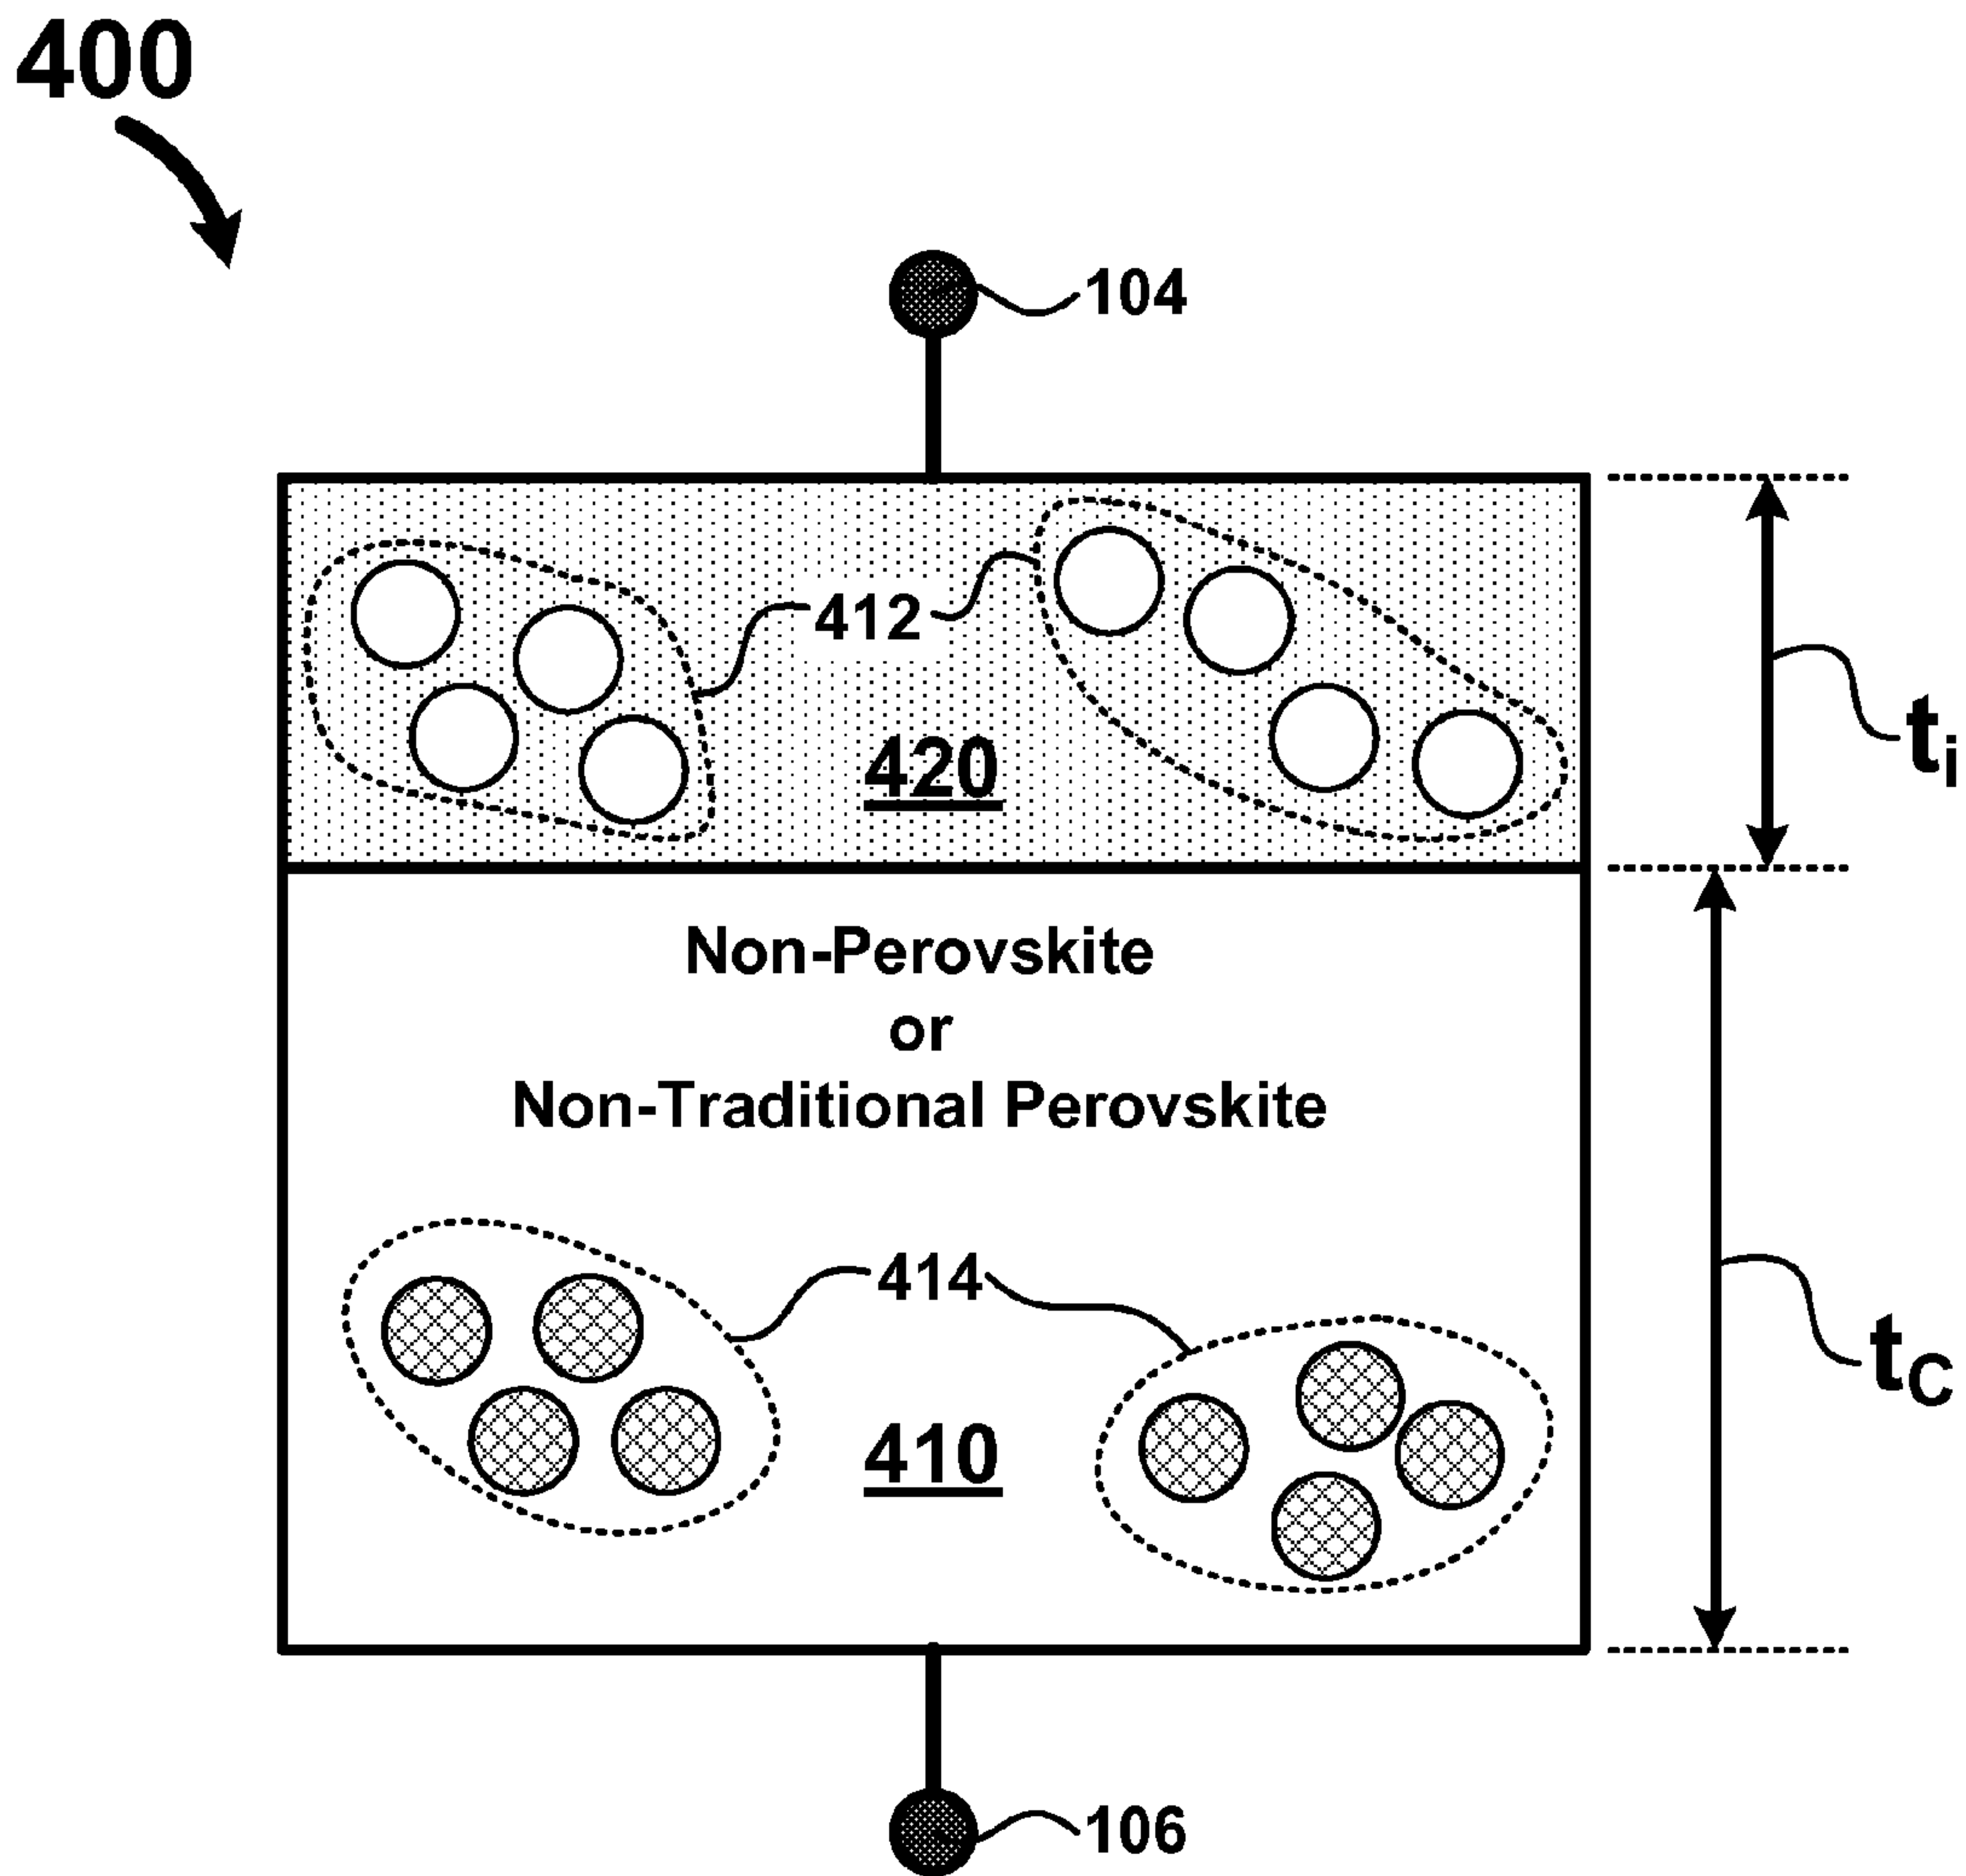 400
104
412
420
ti
Non-Perovskite
or
Non-Traditional Perovskite
414
tC
410
106